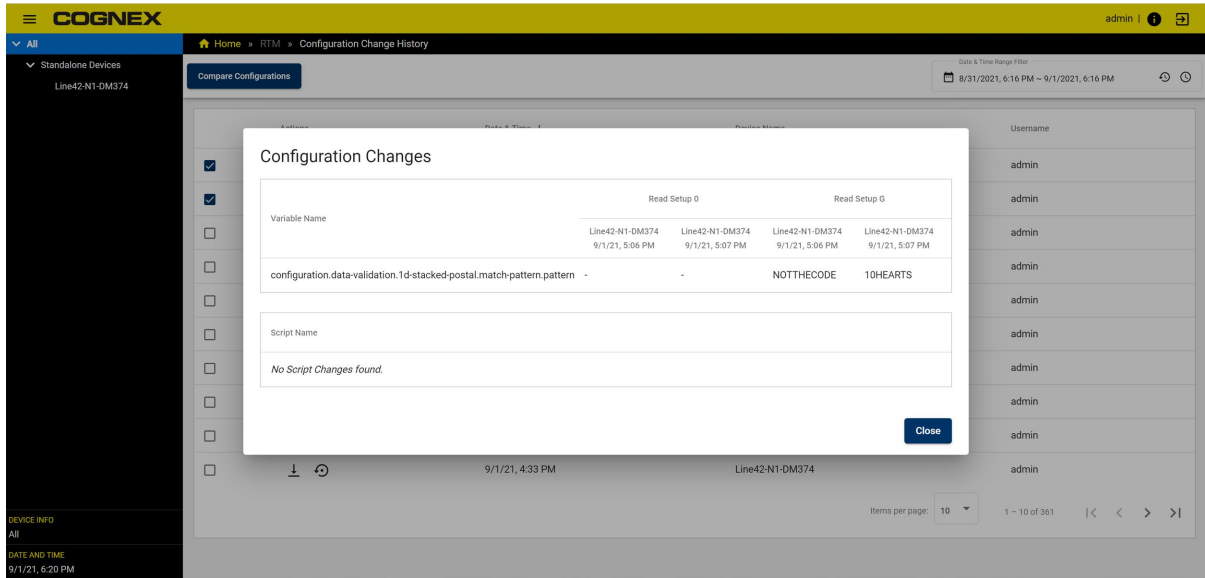 COGNEX
admin |
All
Standalone Devices
Line42-N1-DM374
Home » RTM » Configuration Change History
Compare Configurations
Date & Time Range Filter
8/31/2021, 6:16 PM ~ 9/1/2021, 6:16 PM
Actions Date & Time Device Name Username
admin
admin
admin
admin
admin
admin
admin
admin
admin
Configuration Changes
Variable Name
Read Setup 0 Read Setup G
Line42-N1-DM374 Line42-N1-DM374 Line42-N1-DM374 Line42-N1-DM374
9/1/21, 5:06 PM 9/1/21, 5:07 PM 9/1/21, 5:06 PM 9/1/21, 5:07 PM
configuration.data-validation.1d-stacked-postal.match-pattern.pattern - - NOTTHECODE 10HEARTS
Script Name
No Script Changes found.
Close
9/1/21, 4:33 PM Line42-N1-DM374 admin
Items per page: 10 1 – 10 of 361
DEVICE INFO
All
DATE AND TIME
9/1/21, 6:20 PM